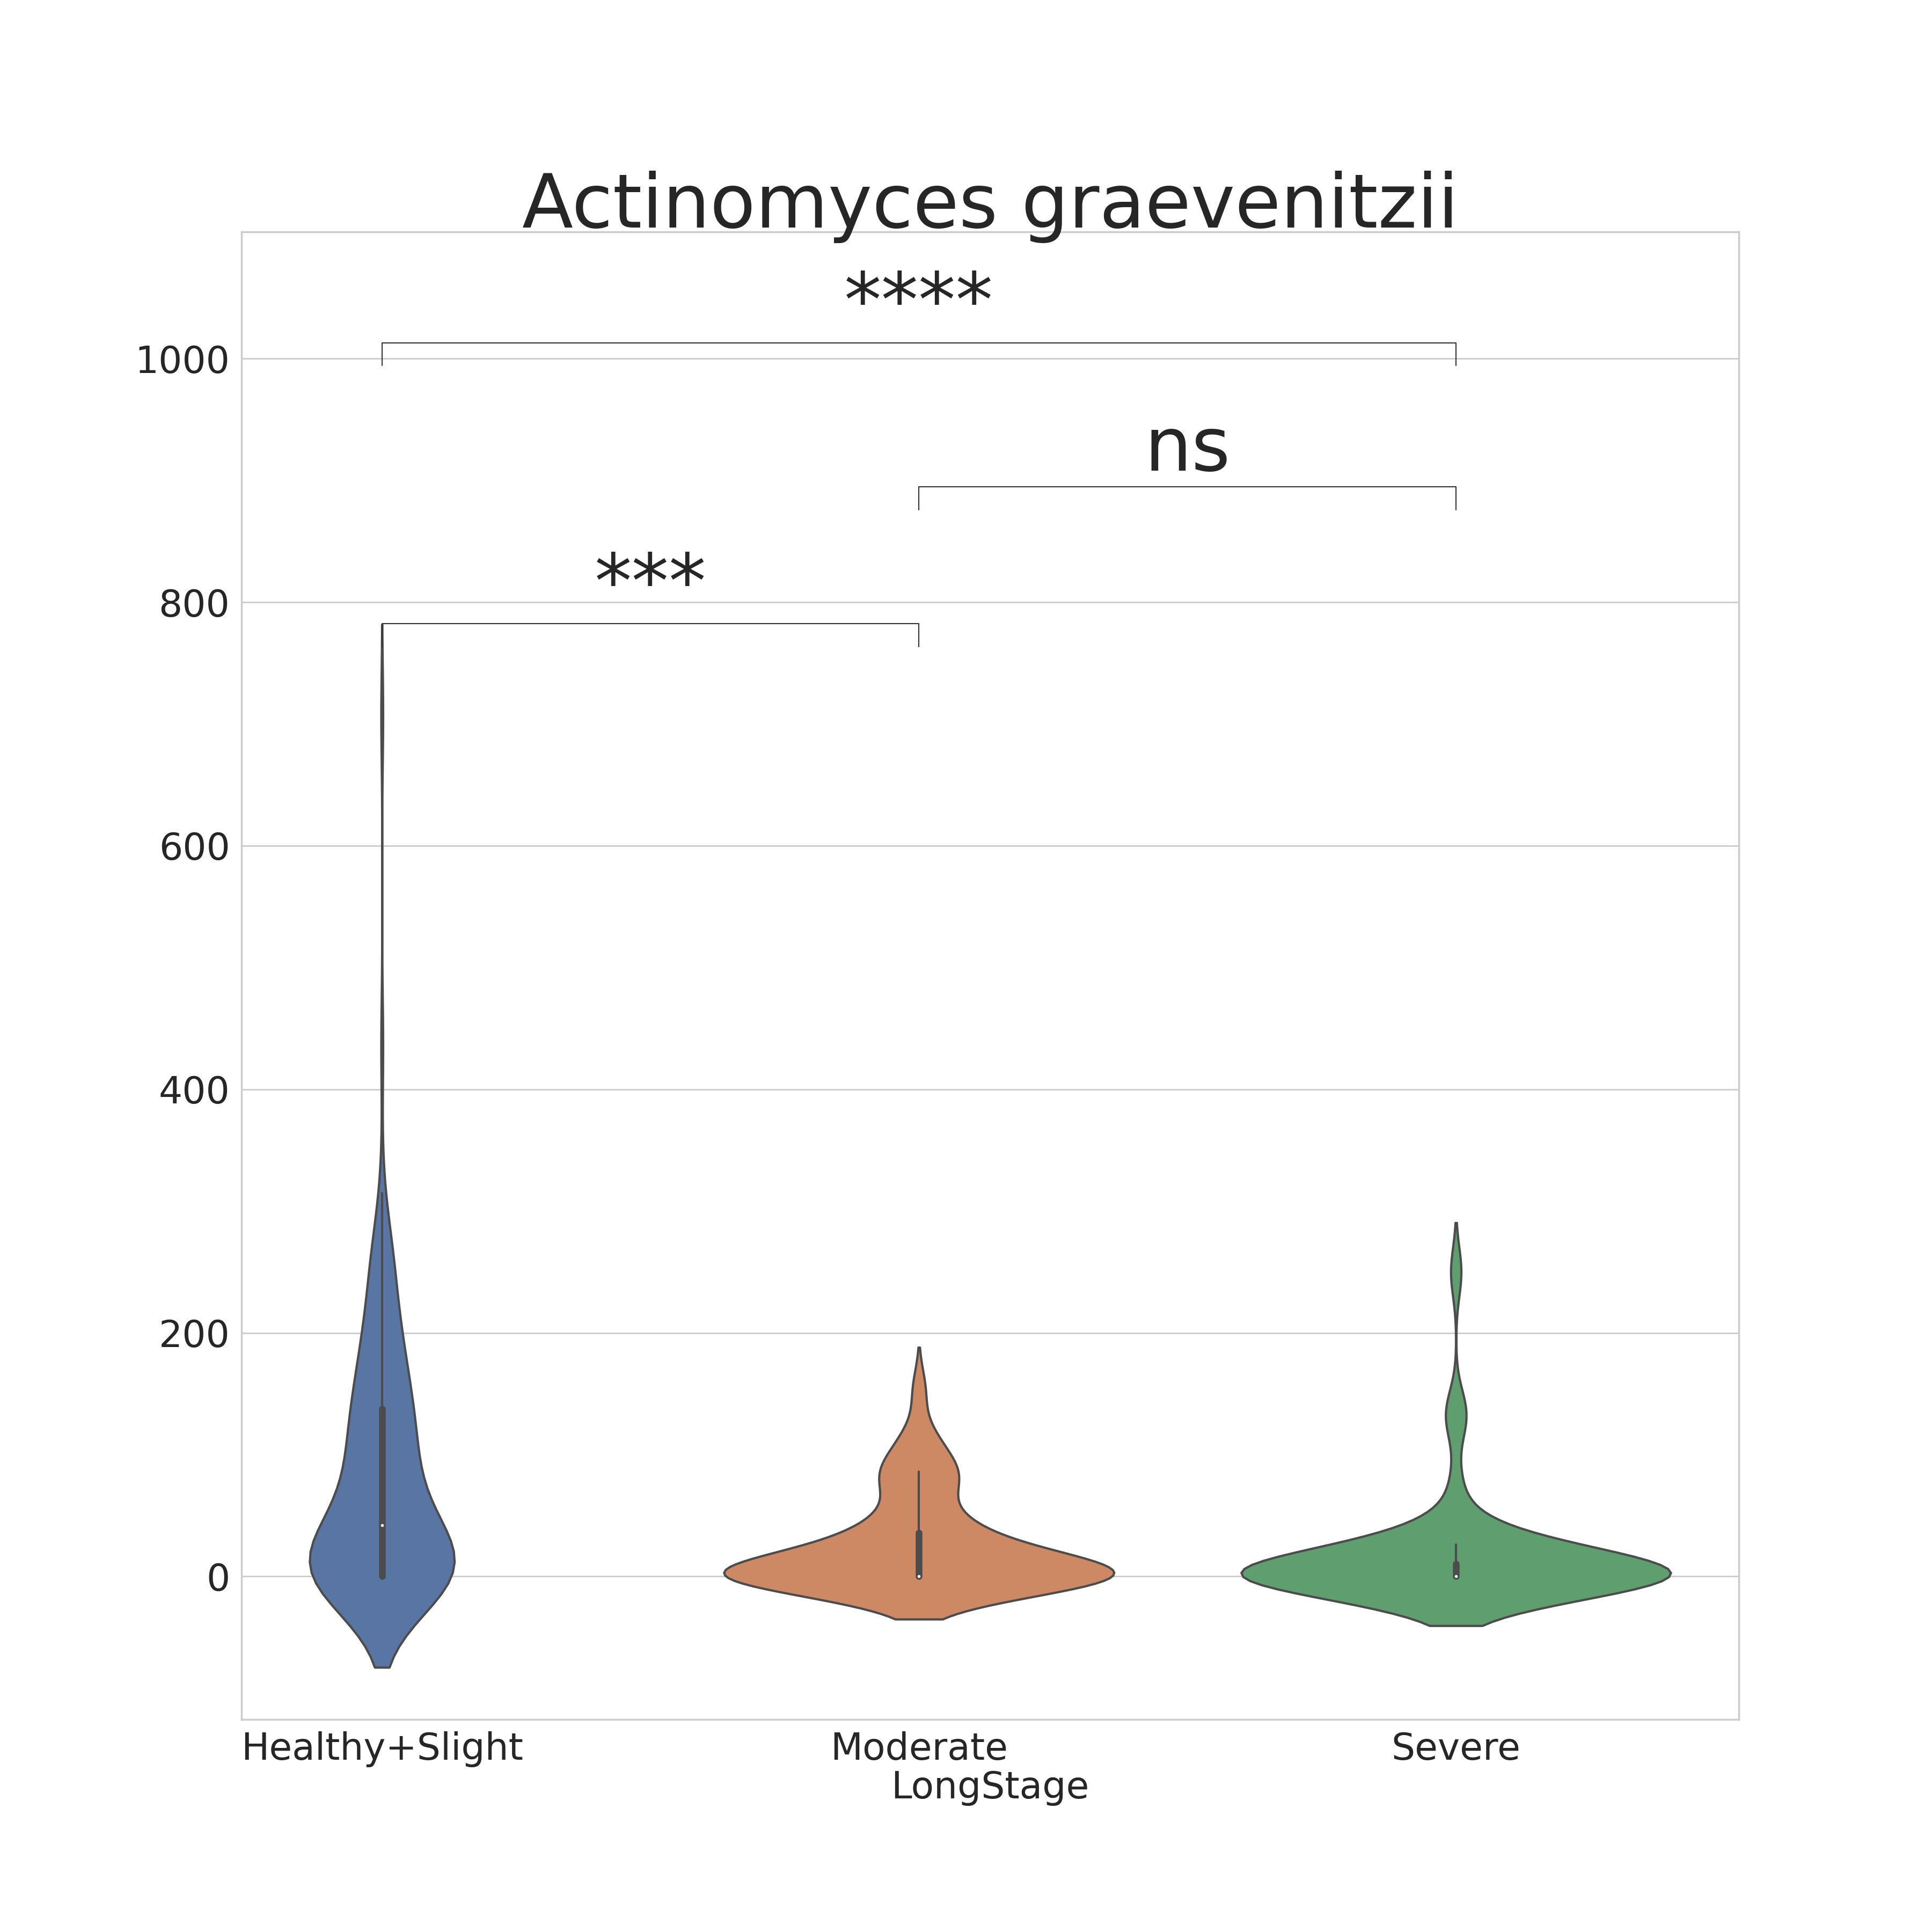 Actinomyces graevenitzii
****
1000
ns
***
800
600
400
200
0
Healthy+Slight Moderate Severe
LongStage